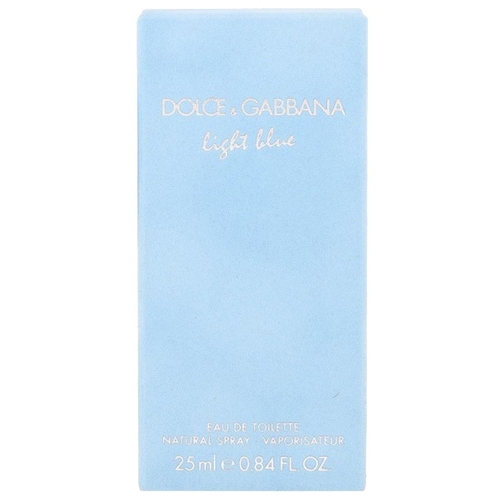 DOLCE & GABBANA
light blue
EAU DE TOILETTE
NATURAL SPRAY - VAPORISATEUR
25 ml ℮ 0.84 FL. OZ.